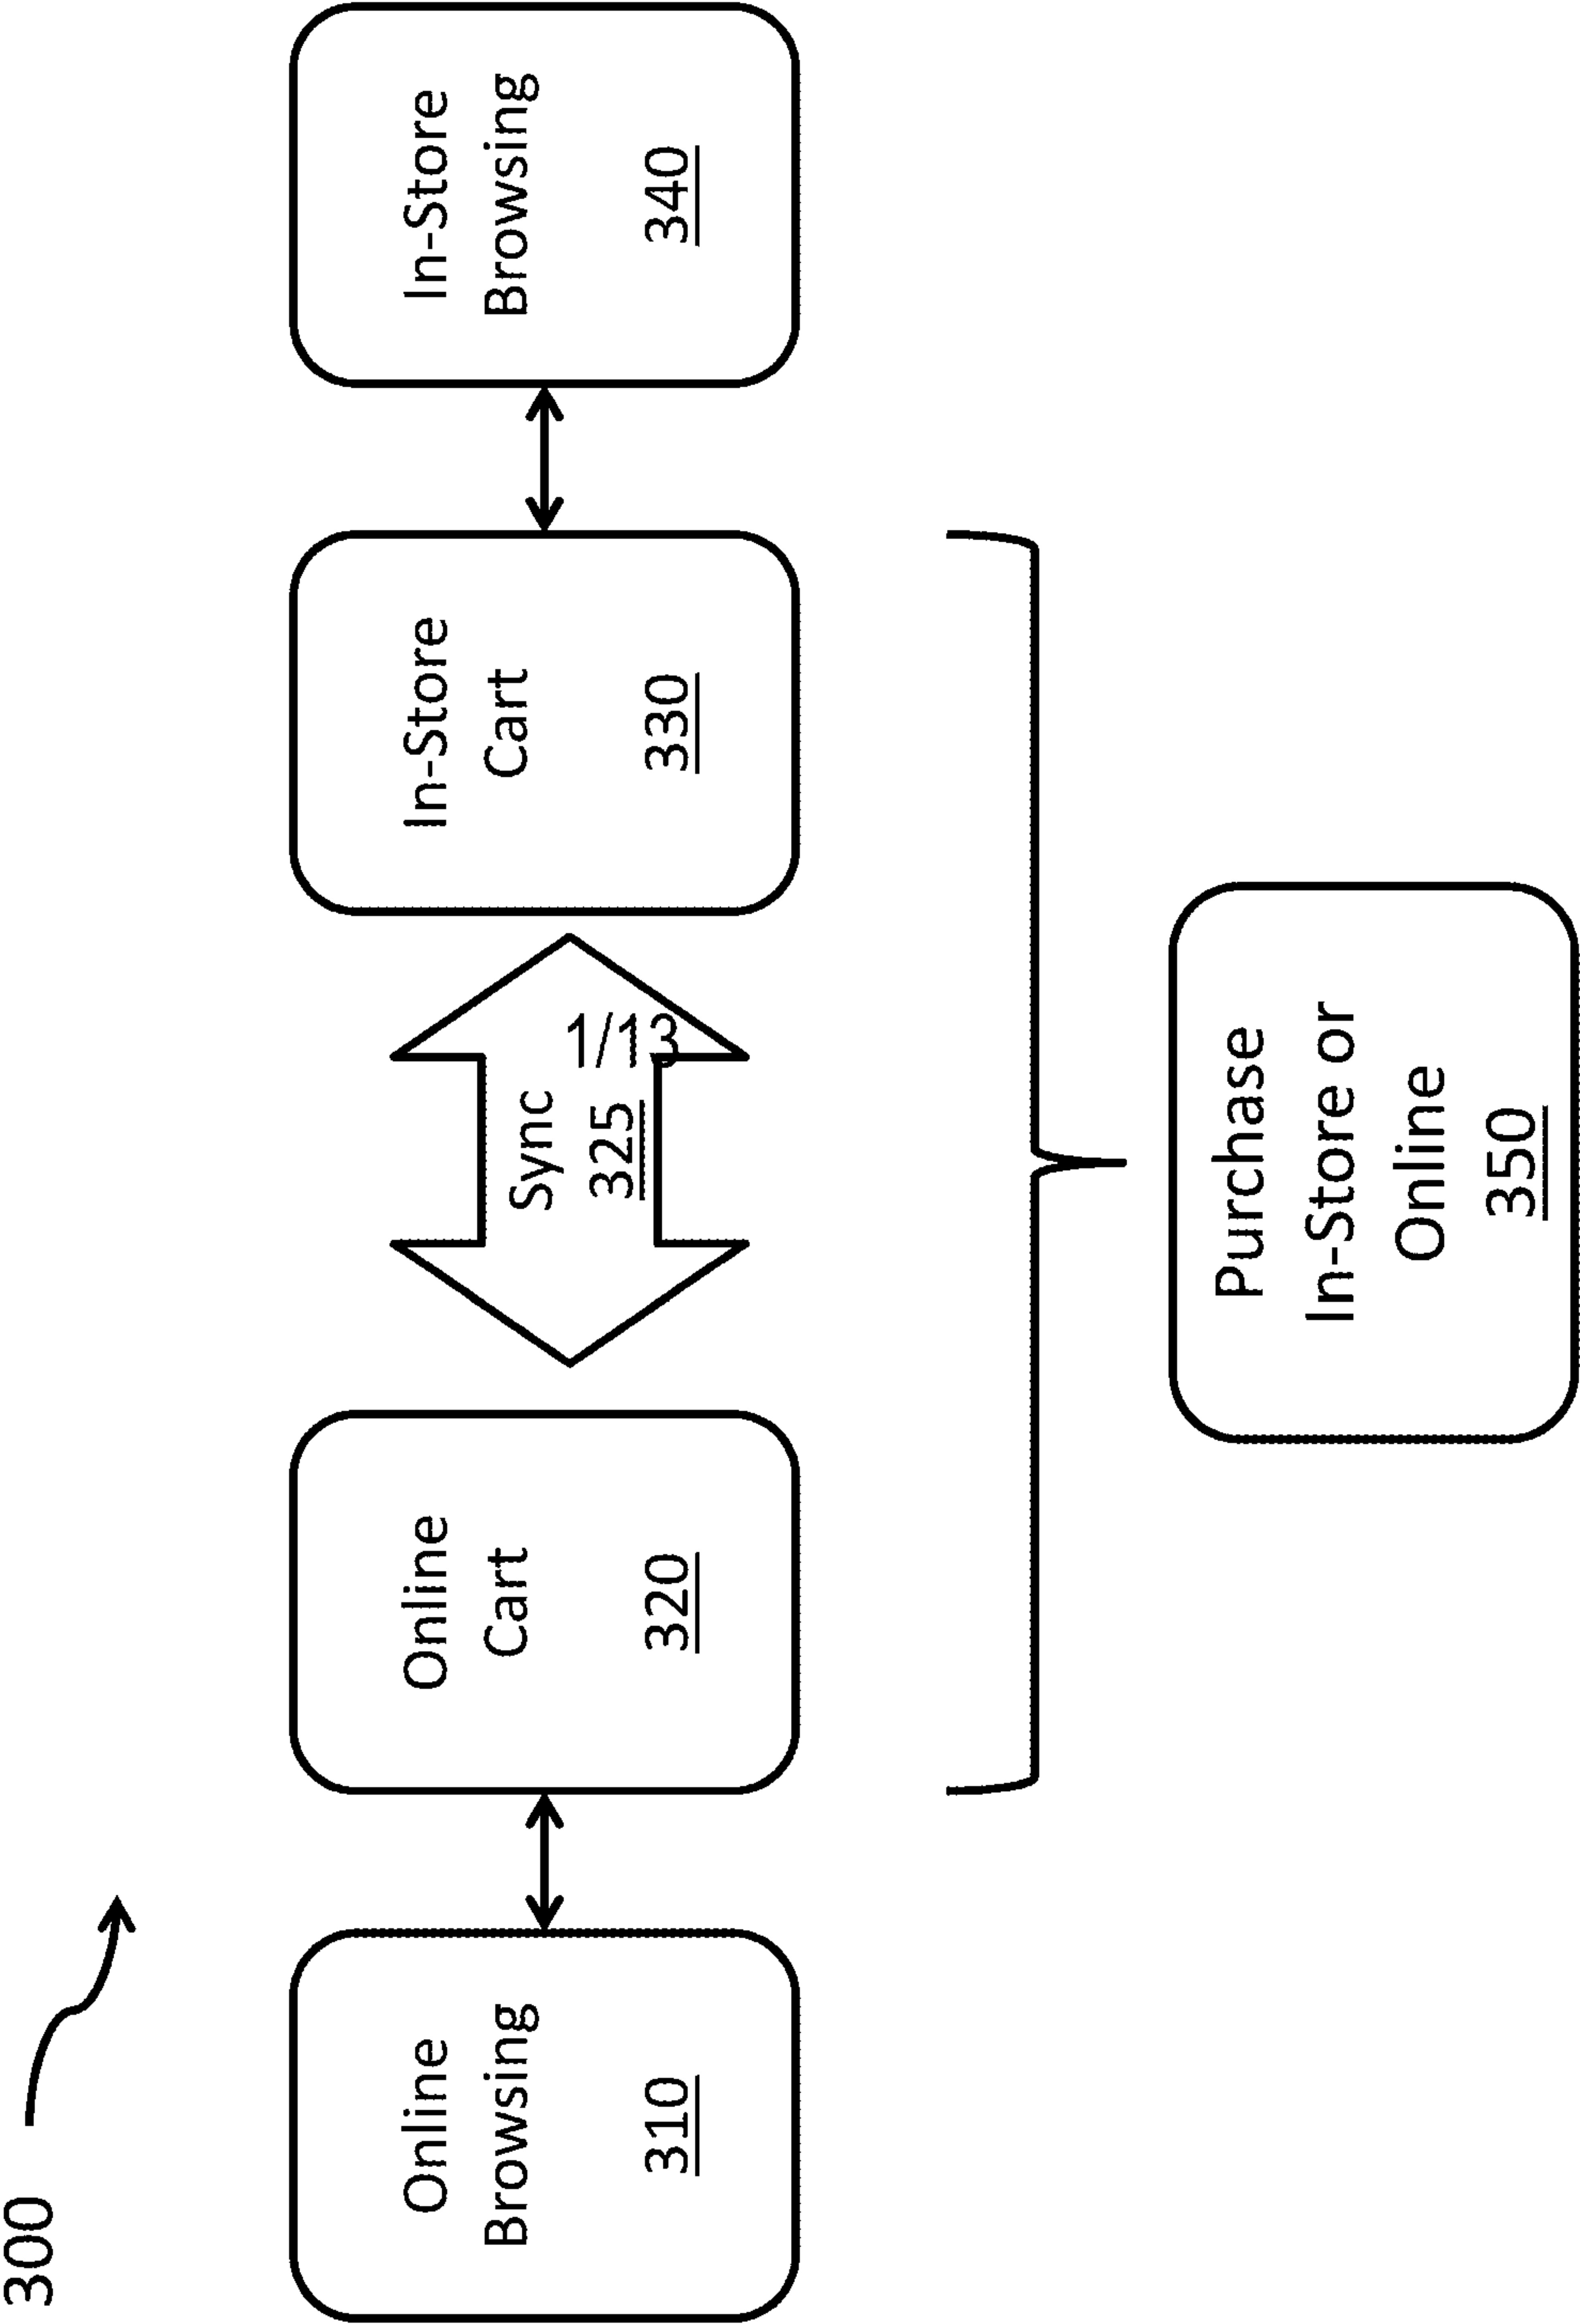 300
Online
Browsing
310
Online
Cart
320
Sync
325
1/13
In-Store
Cart
330
In-Store
Browsing
340
Purchase
In-Store or
Online
350